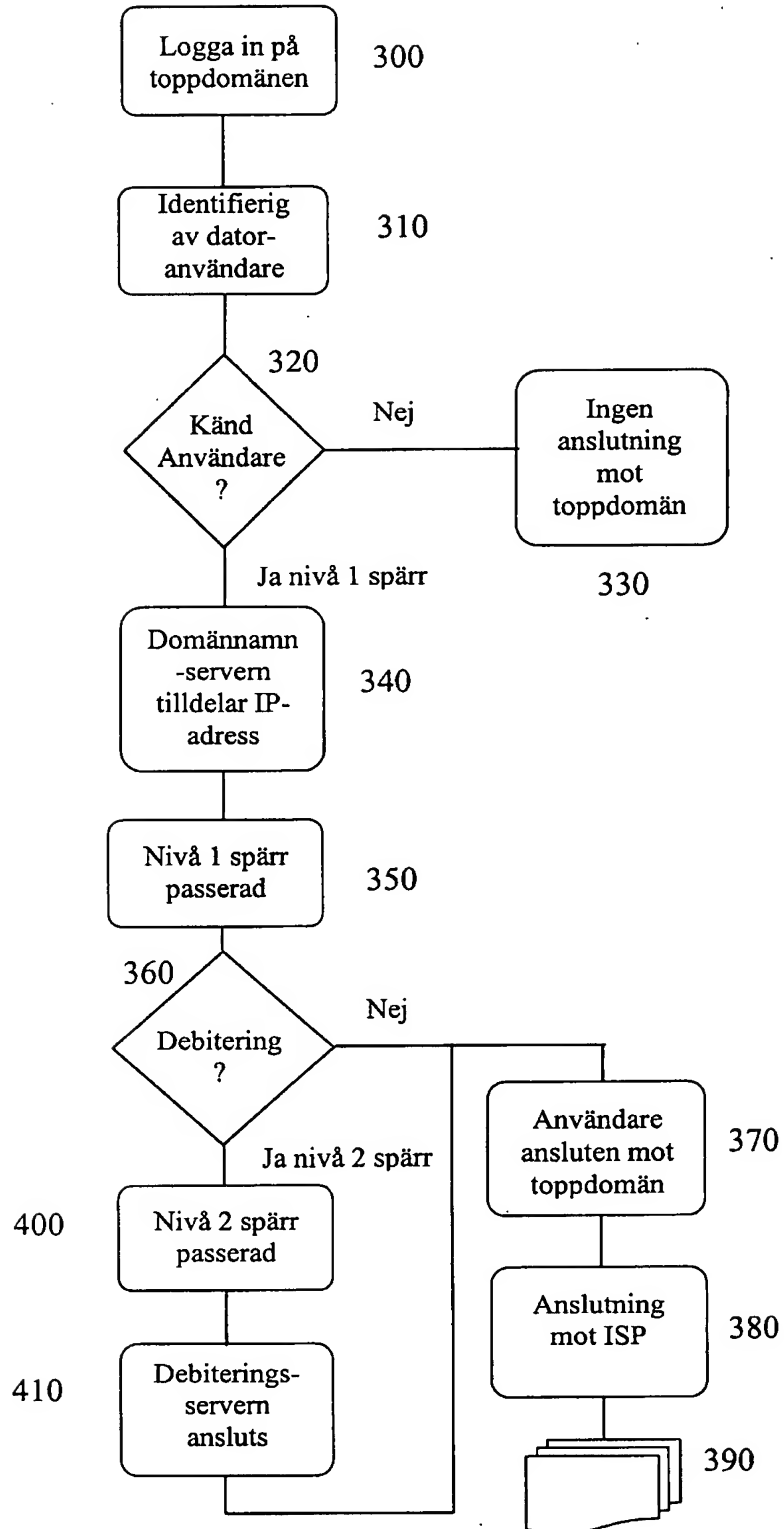 Logga in på
toppdomänen
300
Identifierig
av dator-
användare
310
320
Känd
Användare
?
Nej
Ingen
anslutning
mot
toppdomän
330
Ja nivå 1 spärr
Domännamn
-servern
tilldelar IP-
adress
340
Nivå 1 spärr
passerad
350
360
Debitering
?
Nej
Användare
ansluten mot
toppdomän
370
Ja nivå 2 spärr
400
Nivå 2 spärr
passerad
Anslutning
mot ISP
380
410
Debiterings-
servern
ansluts
390